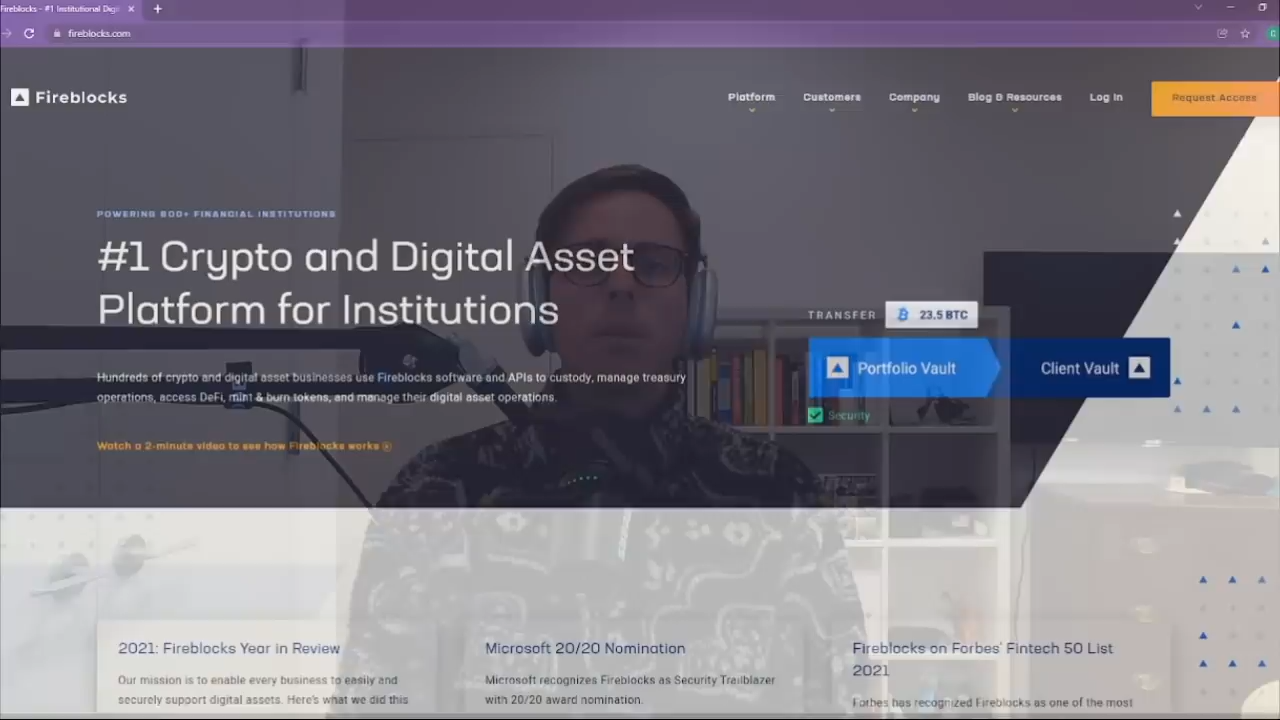 Fireblocks – #1 Institutional Digi
fireblocks.com
Fireblocks
Platform
Customers
Company
Blog & Resources
Log In
Request Access
POWERING 800+ FINANCIAL INSTITUTIONS
#1 Crypto and Digital Asset
Platform for Institutions
Hundreds of crypto and digital asset businesses use Fireblocks software and APIs to custody, manage treasury
operations, access DeFi, mint & burn tokens, and manage their digital asset operations.
Watch a 2-minute video to see how Fireblocks works
TRANSFER
23.5 BTC
Portfolio Vault
Client Vault
Security
2021: Fireblocks Year in Review
Our mission is to enable every business to easily and
securely support digital assets. Here's what we did this
Microsoft 20/20 Nomination
Microsoft recognizes Fireblocks as Security Trailblazer
with 20/20 award nomination.
Fireblocks on Forbes' Fintech 50 List
2021
Forbes has recognized Fireblocks as one of the most